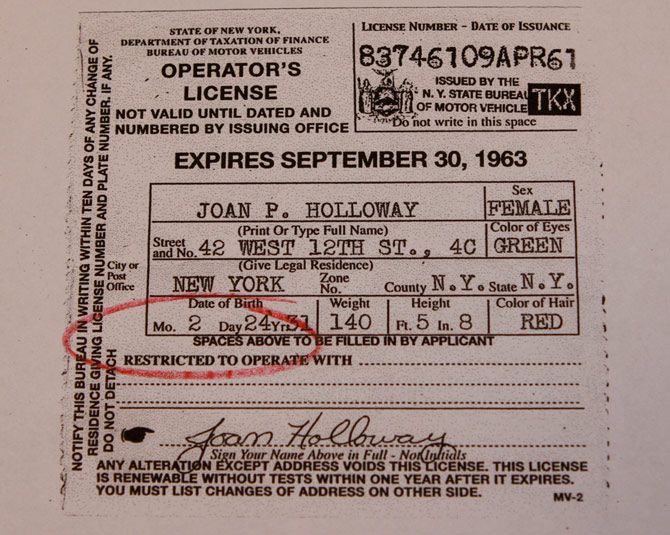 STATE OF NEW YORK,
DEPARTMENT OF TAXATION OF FINANCE
BUREAU OF MOTOR VEHICLES
OPERATOR'S
LICENSE
NOT VALID UNTIL DATED AND
NUMBERED BY ISSUING OFFICE
LICENSE NUMBER - DATE OF ISSUANCE
83746109APR61
ISSUED BY THE
N. Y. STATE BUREAU
OF MOTOR VEHICLE
TKX
Do not write in this space
EXPIRES SEPTEMBER 30, 1963
JOAN P. HOLLOWAY
(Print Or Type Full Name)
Sex
FEMALE
Street
and No. 42 WEST 12TH ST., 4C
(Give Legal Residence)
Color of Eyes
GREEN
City or
Post
Office
NEW YORK Zone
No. County N.Y. State N.Y.
Date of Birth
Mo. 2 Day 24 Yr. 31
Weight
140
Height
Ft. 5 In. 8
Color of Hair
RED
SPACES ABOVE TO BE FILLED IN BY APPLICANT
RESTRICTED TO OPERATE WITH
Joan Holloway
Sign Your Name Above in Full - Not Initials
ANY ALTERATION EXCEPT ADDRESS VOIDS THIS LICENSE. THIS LICENSE
IS RENEWABLE WITHOUT TESTS WITHIN ONE YEAR AFTER IT EXPIRES.
YOU MUST LIST CHANGES OF ADDRESS ON OTHER SIDE.
MV-2
NOTIFY THIS BUREAU IN WRITING WITHIN TEN DAYS OF ANY CHANGE OF
RESIDENCE GIVING LICENSE NUMBER AND PLATE NUMBER. IF ANY.
DO NOT DETACH